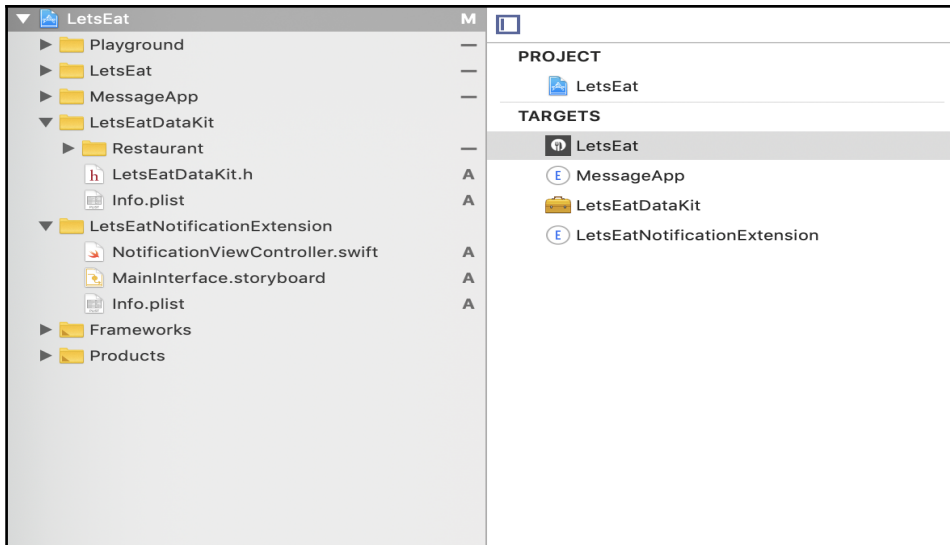 LetsEat M
Playground —
LetsEat —
MessageApp —
LetsEatDataKit
Restaurant —
h LetsEatDataKit.h A
Info.plist A
LetsEatNotificationExtension
NotificationViewController.swift A
MainInterface.storyboard A
Info.plist A
Frameworks
Products
PROJECT
LetsEat
TARGETS
LetsEat
E MessageApp
LetsEatDataKit
E LetsEatNotificationExtension